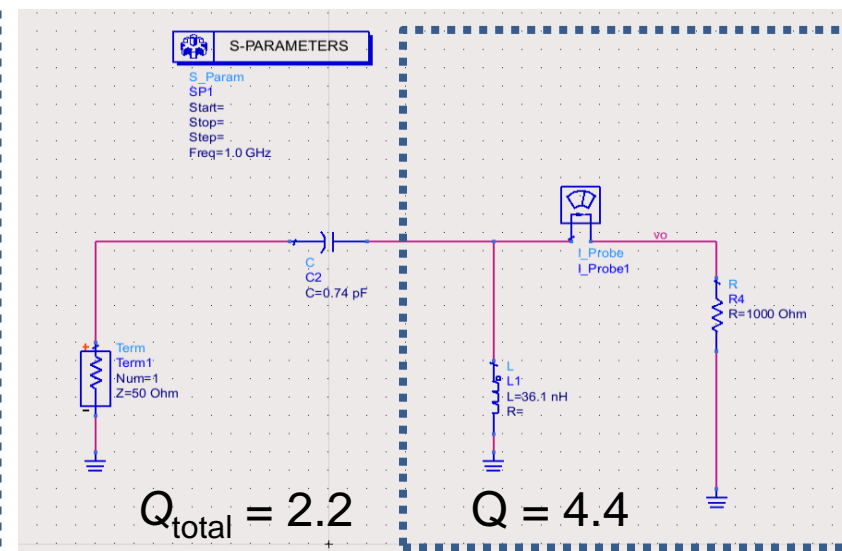 S-PARAMETERS
S_Param
SP1
Start=
Stop=
Step=
Freq=1.0 GHz
C
C2
C=0.74 pF
I_Probe
I_Probe1
vo
R
R4
R=1000 Ohm
+
Term
Term1
Num=1
Z=50 Ohm
-
L
L1
L=36.1 nH
R=
Qtotal = 2.2
Q = 4.4